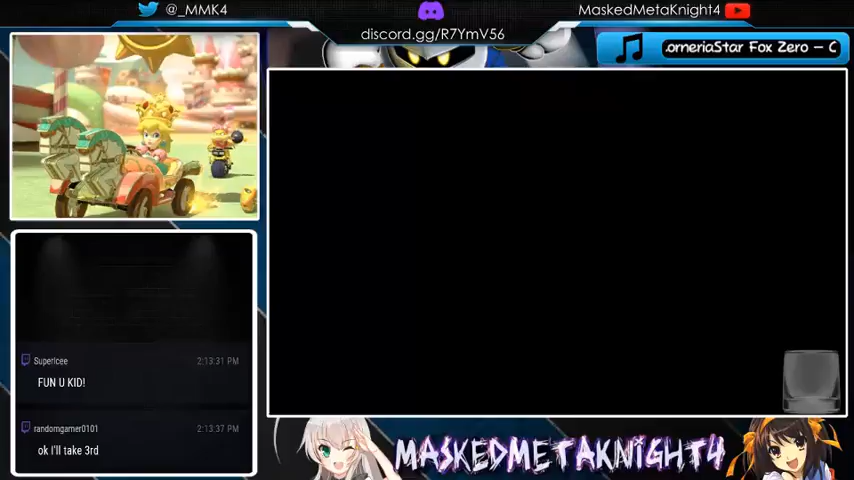 @_MMK4
discord.gg/R7YmV56
MaskedMetaKnight4
orneriaStar Fox Zero – C
SuperIcee
2:13:31 PM
FUN U KID!
randomgamer0101
2:13:37 PM
ok I'll take 3rd
MASKEDMETAKNIGHT4